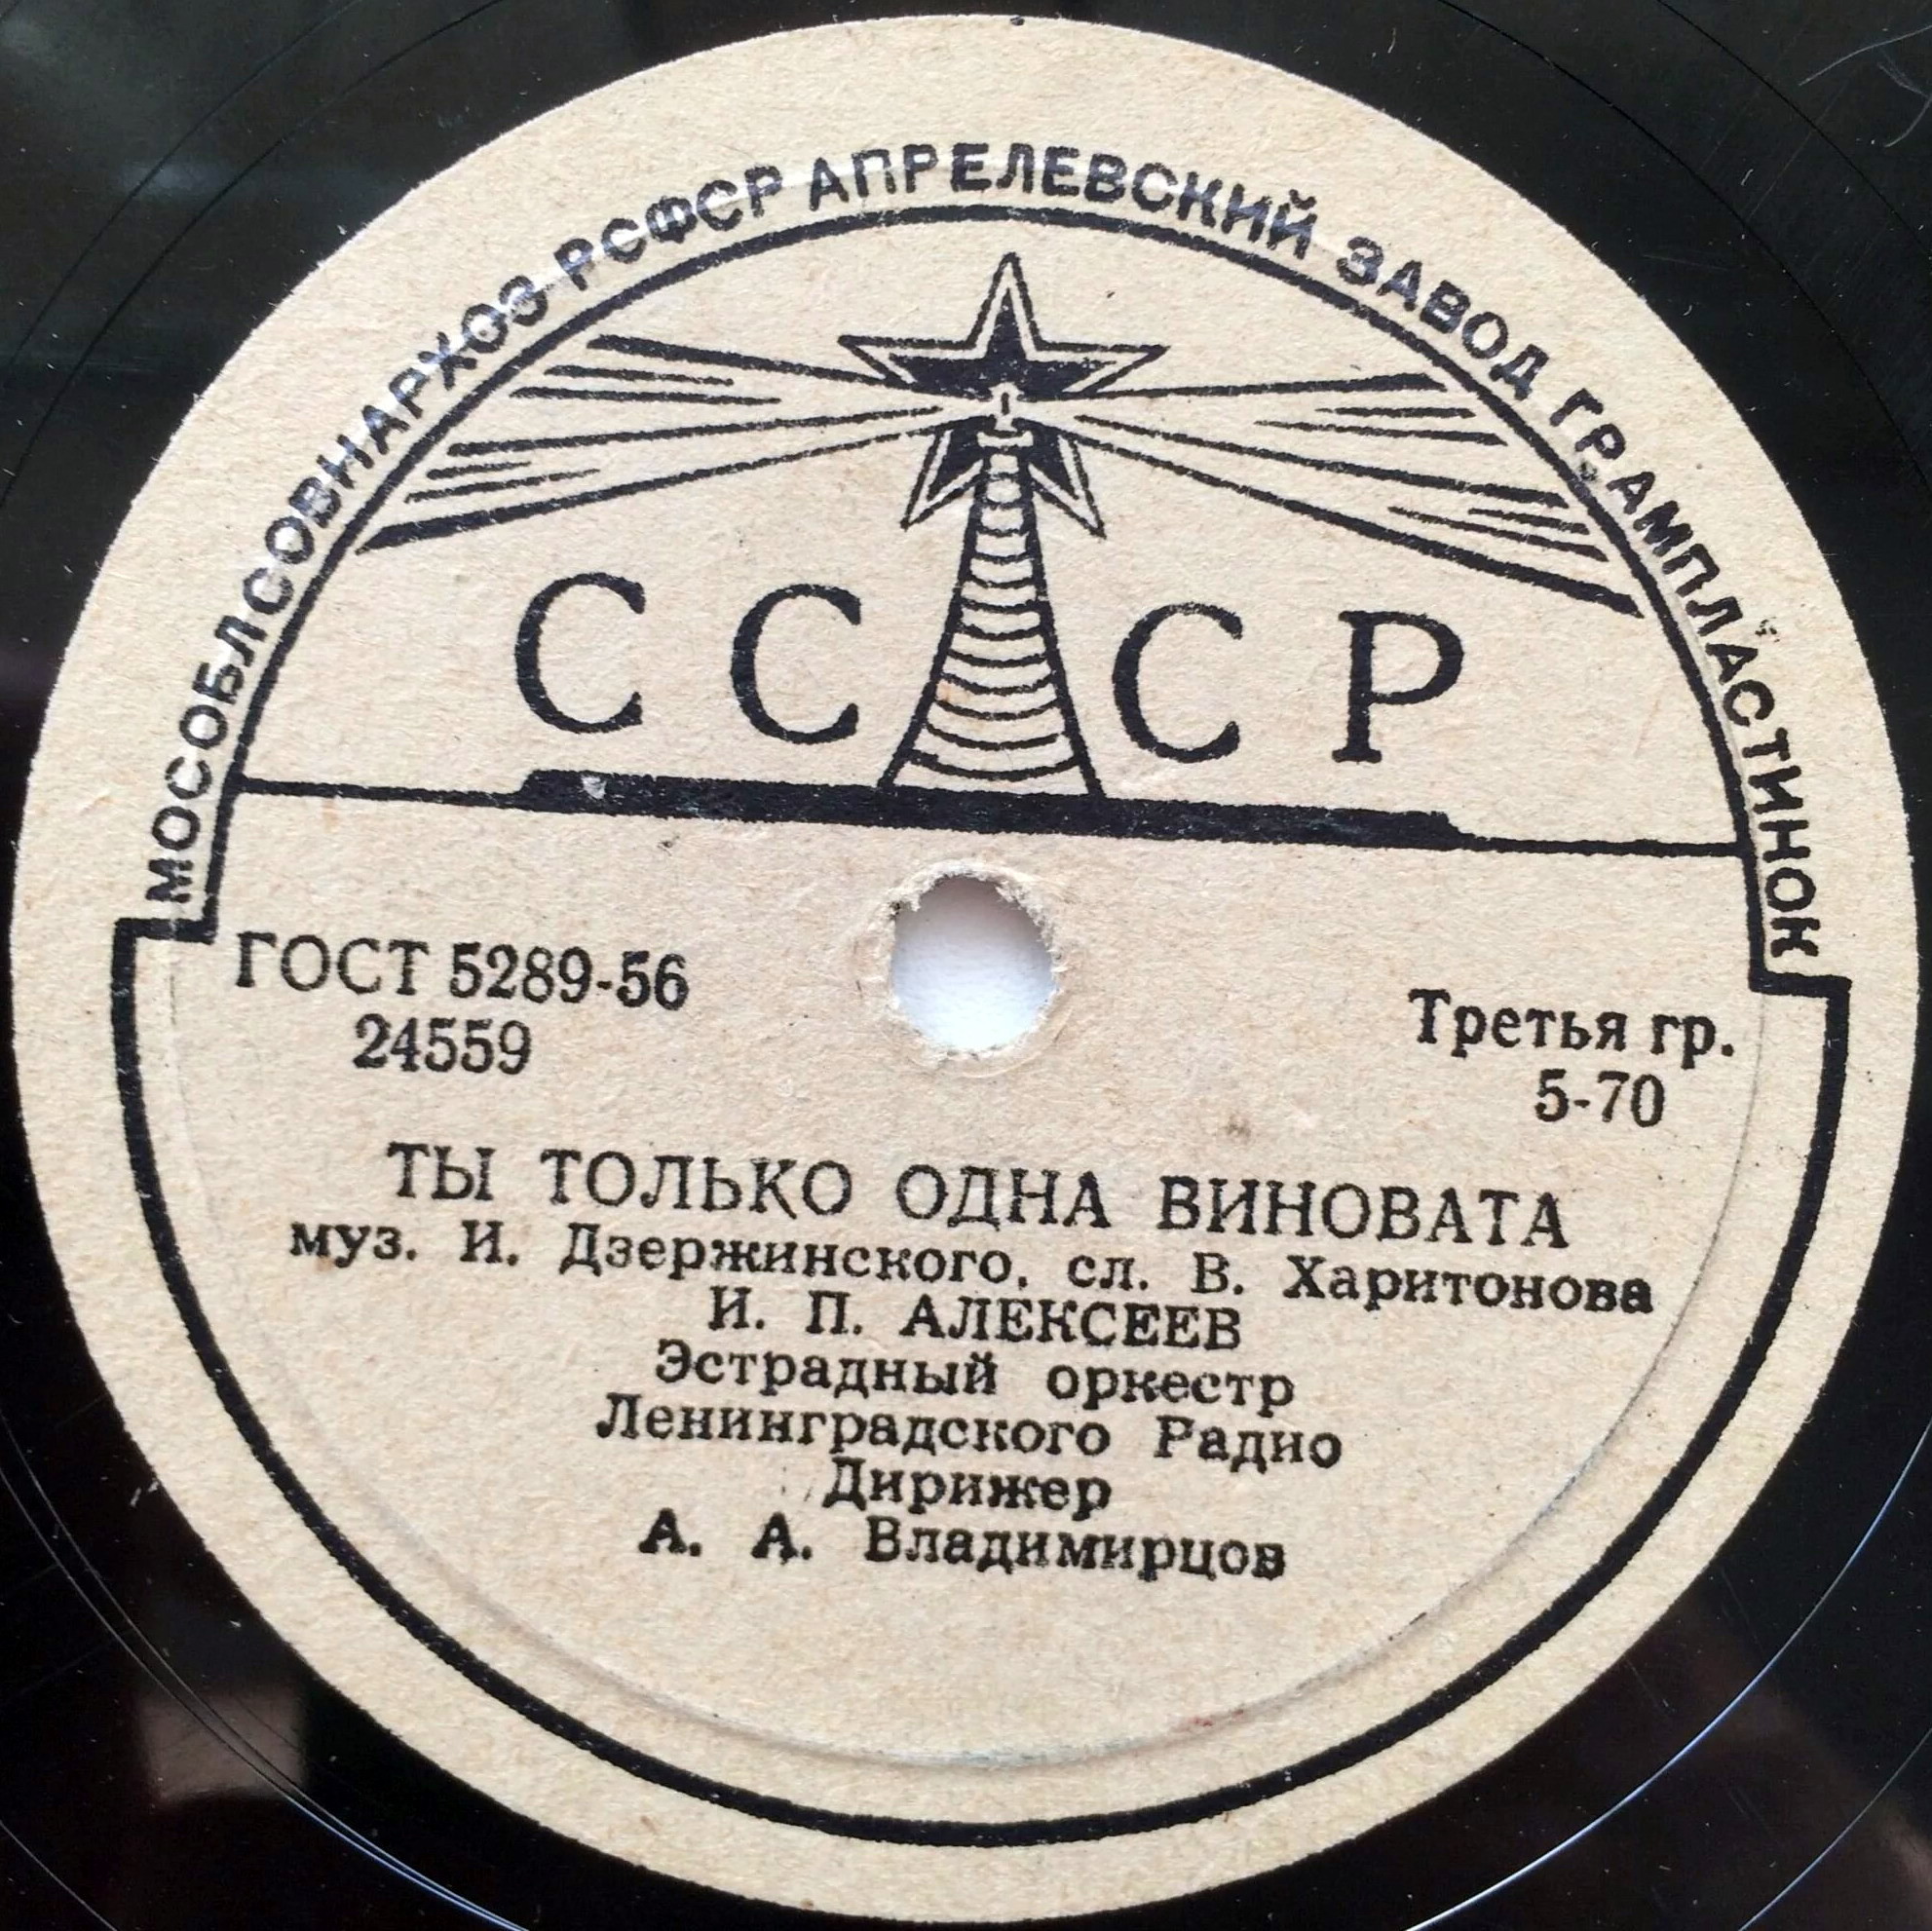 МОСОБЛСОВНАРХОЗ РСФСР АПРЕЛЕВСКИЙ ЗАВОД ГРАМПЛАСТИНОК
СССР
ГОСТ 5289-56
24559
Третья гр.
5-70
ТЫ ТОЛЬКО ОДНА ВИНОВАТА
муз. И. Дзержинского, сл. В. Харитонова
И. П. АЛЕКСЕЕВ
Эстрадный оркестр
Ленинградского Радио
Дирижер
А. А. Владимирцов